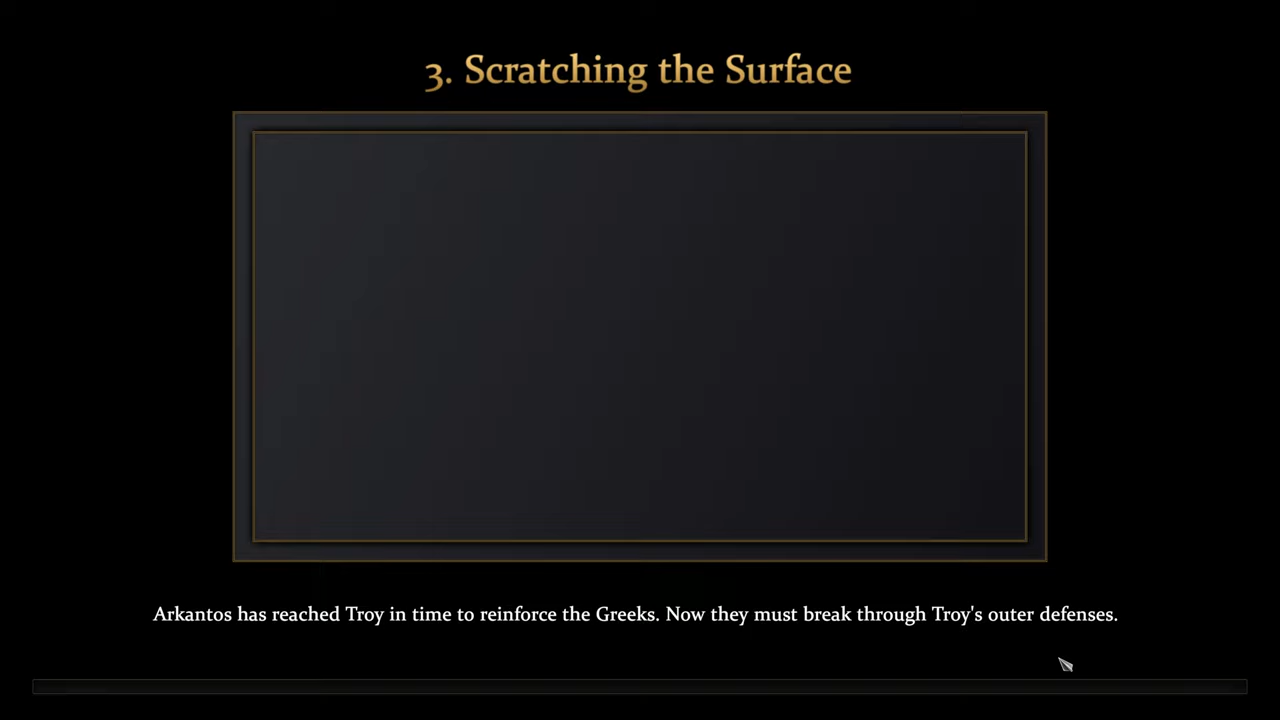 3. Scratching the Surface
Arkantos has reached Troy in time to reinforce the Greeks. Now they must break through Troy's outer defenses.